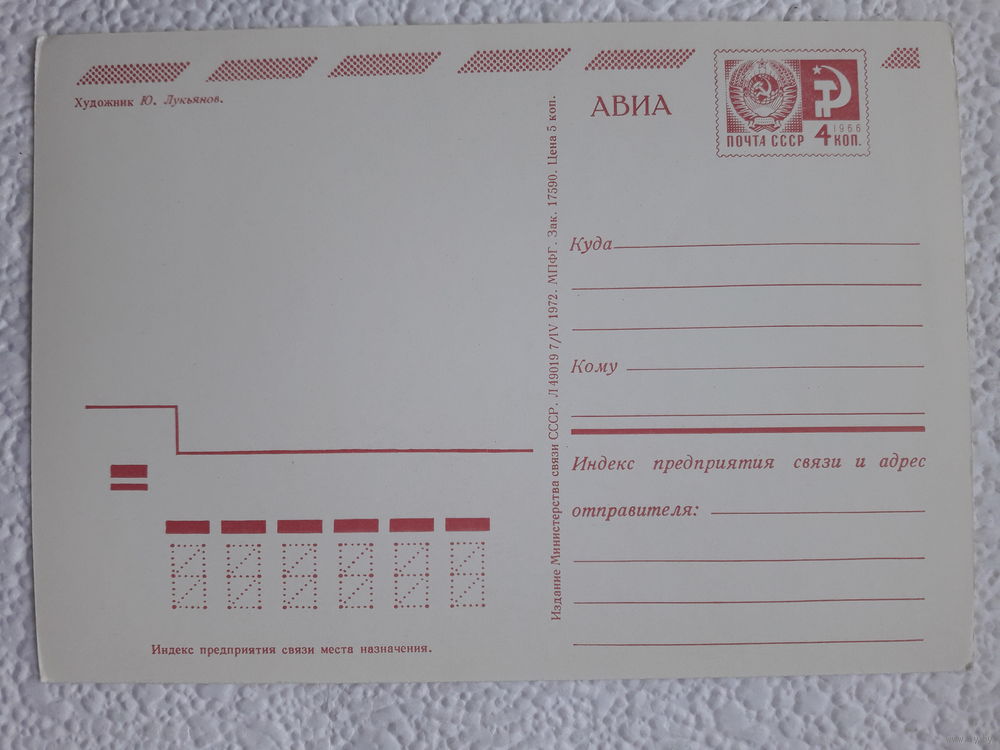 Художник Ю. Лукьянов.
АВИА
ПОЧТА СССР
1966
4 КОП.
Издание Министерства связи СССР. Л 49019 7/IV 1972. МПФГ. Зак. 17590. Цена 5 коп.
Куда
Кому
Индекс предприятия связи и адрес
отправителя:
Индекс предприятия связи места назначения.